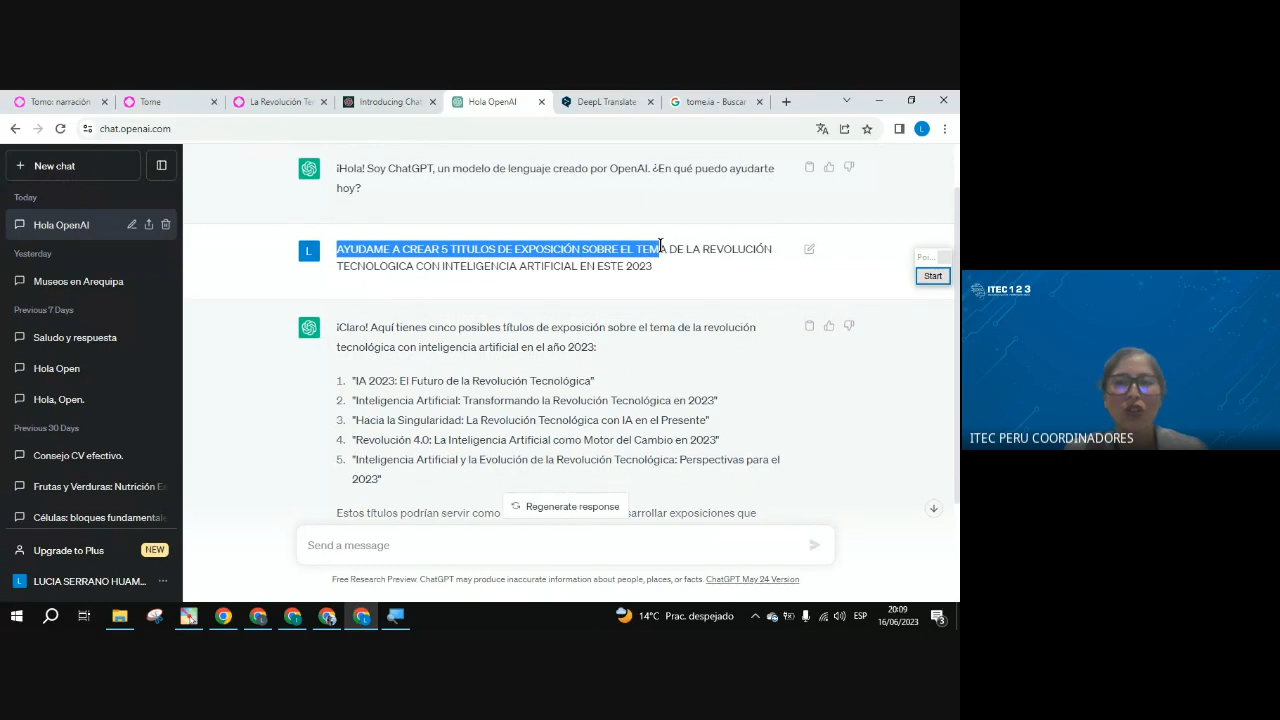 Tomo: narración
Tome
La Revolución Te
Introducing Chat
Hola OpenAI
DeepL Translate
tome.ia - Buscar
chat.openai.com
L
New chat
Today
Hola OpenAI
Yesterday
Museos en Arequipa
Previous 7 Days
Saludo y respuesta
Hola Open
Hola, Open.
Previous 30 Days
Consejo CV efectivo.
Frutas y Verduras: Nutrición Es
Células: bloques fundamentale
Upgrade to Plus
NEW
L
LUCIA SERRANO HUAM...
¡Hola! Soy ChatGPT, un modelo de lenguaje creado por OpenAI. ¿En qué puedo ayudarte
hoy?
L
AYUDAME A CREAR 5 TITULOS DE EXPOSICIÓN SOBRE EL TEMA DE LA REVOLUCIÓN
TECNOLOGICA CON INTELIGENCIA ARTIFICIAL EN ESTE 2023
¡Claro! Aquí tienes cinco posibles títulos de exposición sobre el tema de la revolución
tecnológica con inteligencia artificial en el año 2023:
1. "IA 2023: El Futuro de la Revolución Tecnológica"
2. "Inteligencia Artificial: Transformando la Revolución Tecnológica en 2023"
3. "Hacia la Singularidad: La Revolución Tecnológica con IA en el Presente"
4. "Revolución 4.0: La Inteligencia Artificial como Motor del Cambio en 2023"
5. "Inteligencia Artificial y la Evolución de la Revolución Tecnológica: Perspectivas para el
2023"
Estos títulos podrían servir como sarrollar exposiciones que
Regenerate response
Send a message
Free Research Preview. ChatGPT may produce inaccurate information about people, places, or facts. ChatGPT May 24 Version
Poi...
Start
14°C Prac. despejado
ESP
20:09
16/06/2023
3
ITEC 1 2 3
ITEC PERU COORDINADORES